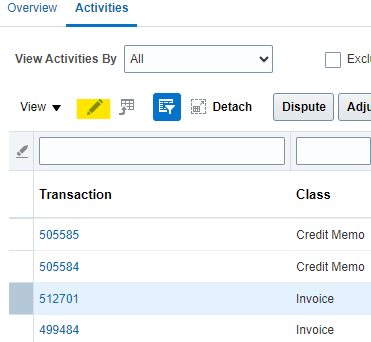 Overview Activities
View Activities By All Exclu
View Detach Dispute Adju
Transaction Class
505585 Credit Memo
505584 Credit Memo
512701 Invoice
499484 Invoice